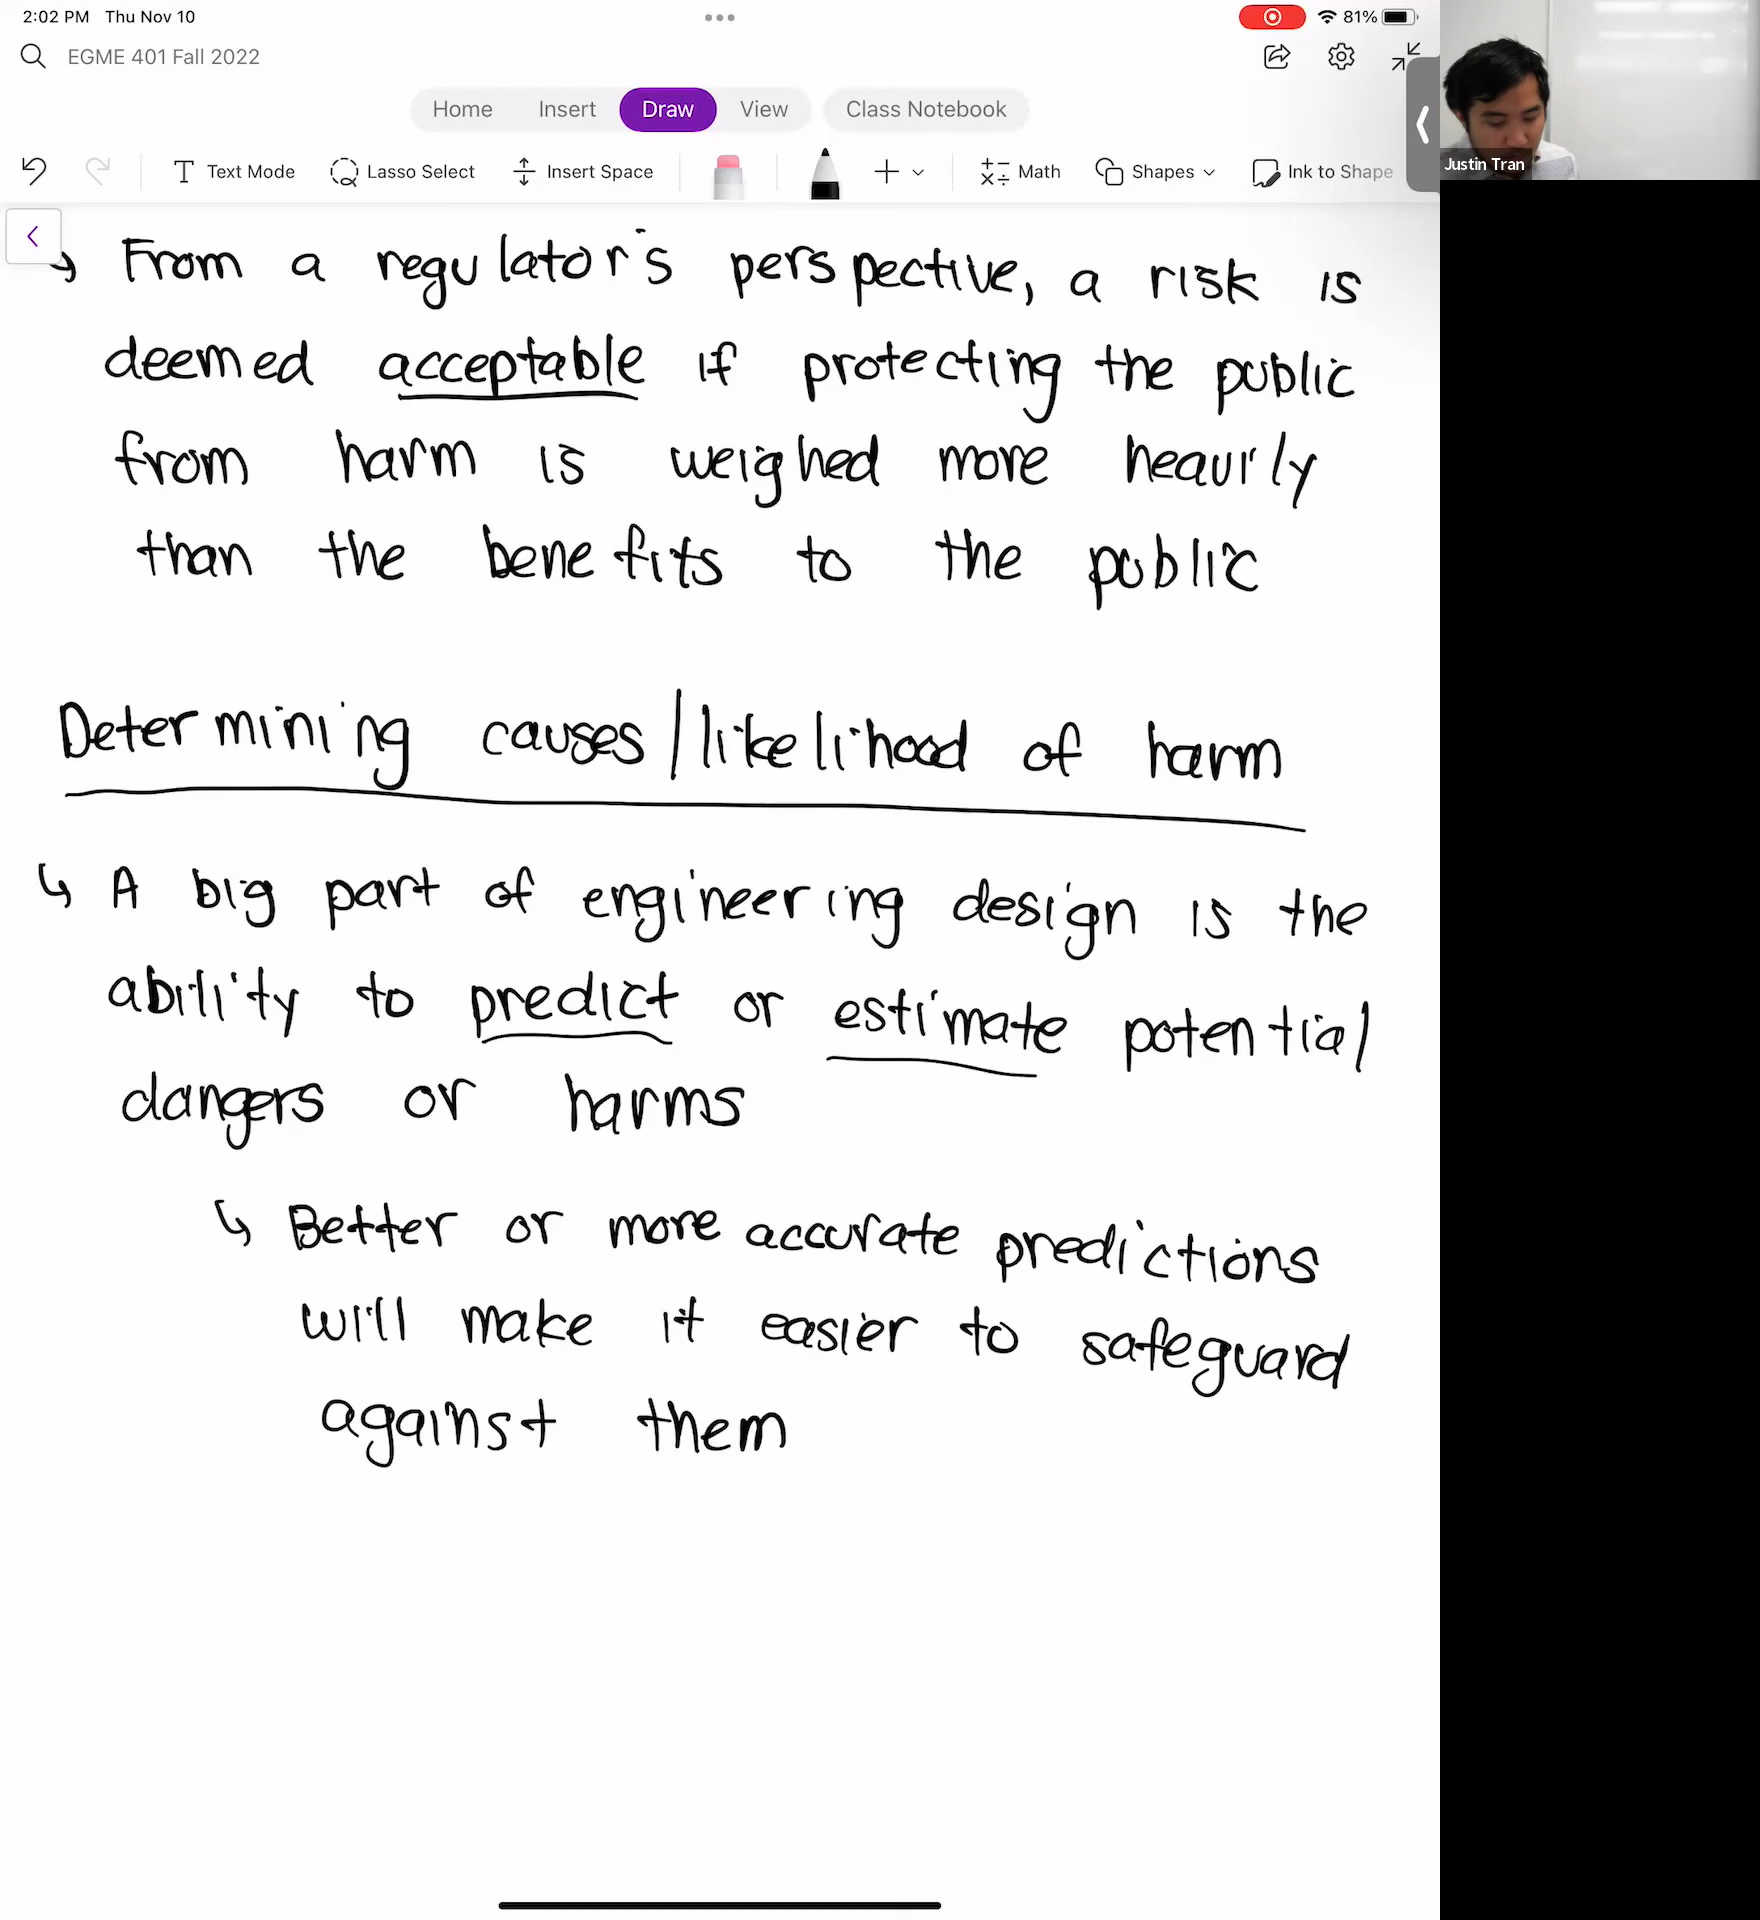 2:02 PM Thu Nov 10
81%
EGME 401 Fall 2022
Home Insert Draw View Class Notebook
Text Mode Lasso Select Insert Space Math Shapes Ink to Shape
Justin Tran
From a regulator's perspective, a risk is
deemed acceptable if protecting the public
from harm is weighed more heavily
than the benefits to the public
Determining causes/likelihood of harm
↳ A big part of engineering design is the
ability to predict or estimate potential
dangers or harms
↳ Better or more accurate predictions
will make it easier to safeguard
against them